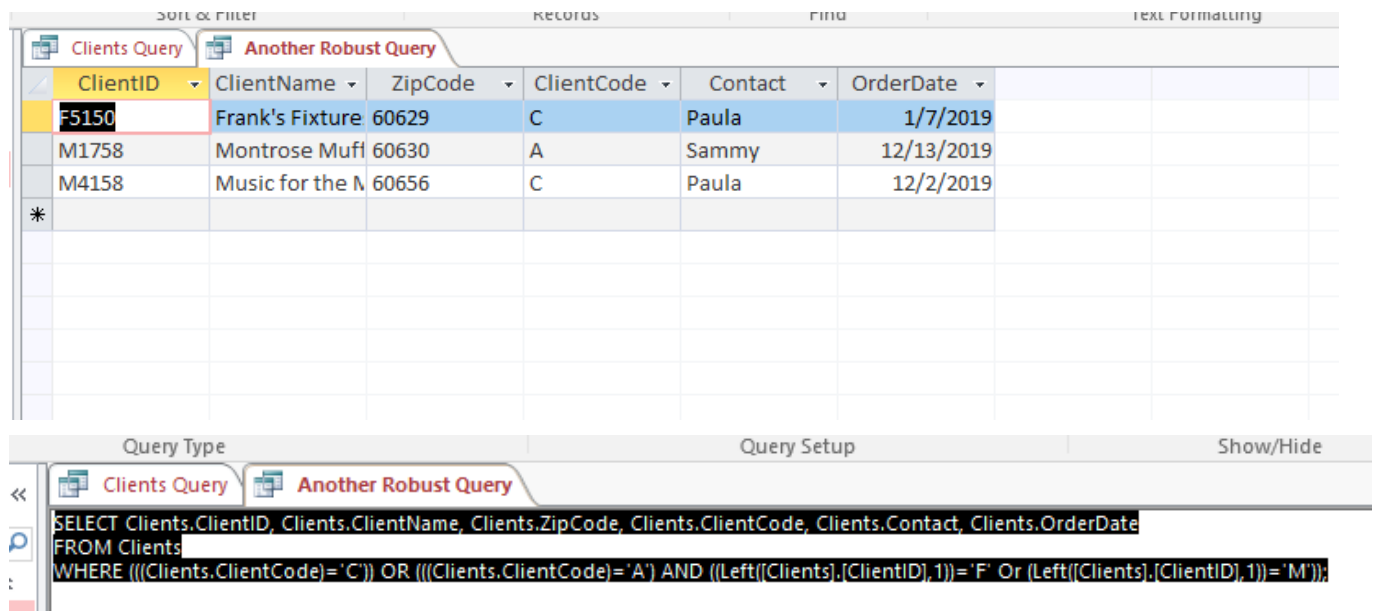 Sort & Filter Records Find Text Formatting
Clients Query Another Robust Query
ClientID ClientName ZipCode ClientCode Contact OrderDate
F5150 Frank's Fixture 60629 C Paula 1/7/2019
M1758 Montrose Muff 60630 A Sammy 12/13/2019
M4158 Music for the 60656 C Paula 12/2/2019
*
Query Type Query Setup Show/Hide
« Clients Query Another Robust Query
SELECT Clients.ClientID, Clients.ClientName, Clients.ZipCode, Clients.ClientCode, Clients.Contact, Clients.OrderDate
FROM Clients
WHERE (((Clients.ClientCode)='C')) OR (((Clients.ClientCode)='A') AND ((Left([Clients].[ClientID],1))='F' Or (Left([Clients].[ClientID],1))='M'));